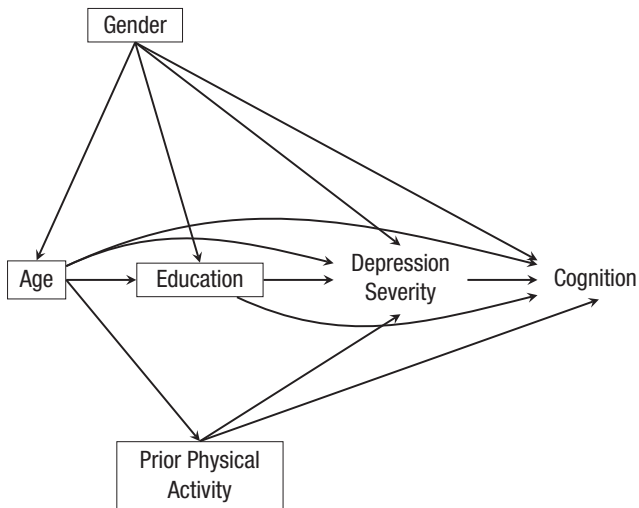 Gender
Age
Education
Depression
Severity
Cognition
Prior Physical
Activity